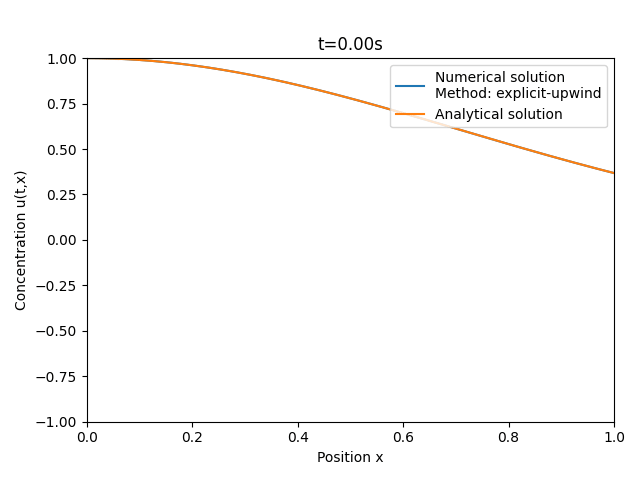 t=0.00s
Numerical solution
Method: explicit-upwind
Analytical solution
Concentration u(t,x)
1.00
0.75
0.50
0.25
0.00
−0.25
−0.50
−0.75
−1.00
0.0 0.2 0.4 0.6 0.8 1.0
Position x